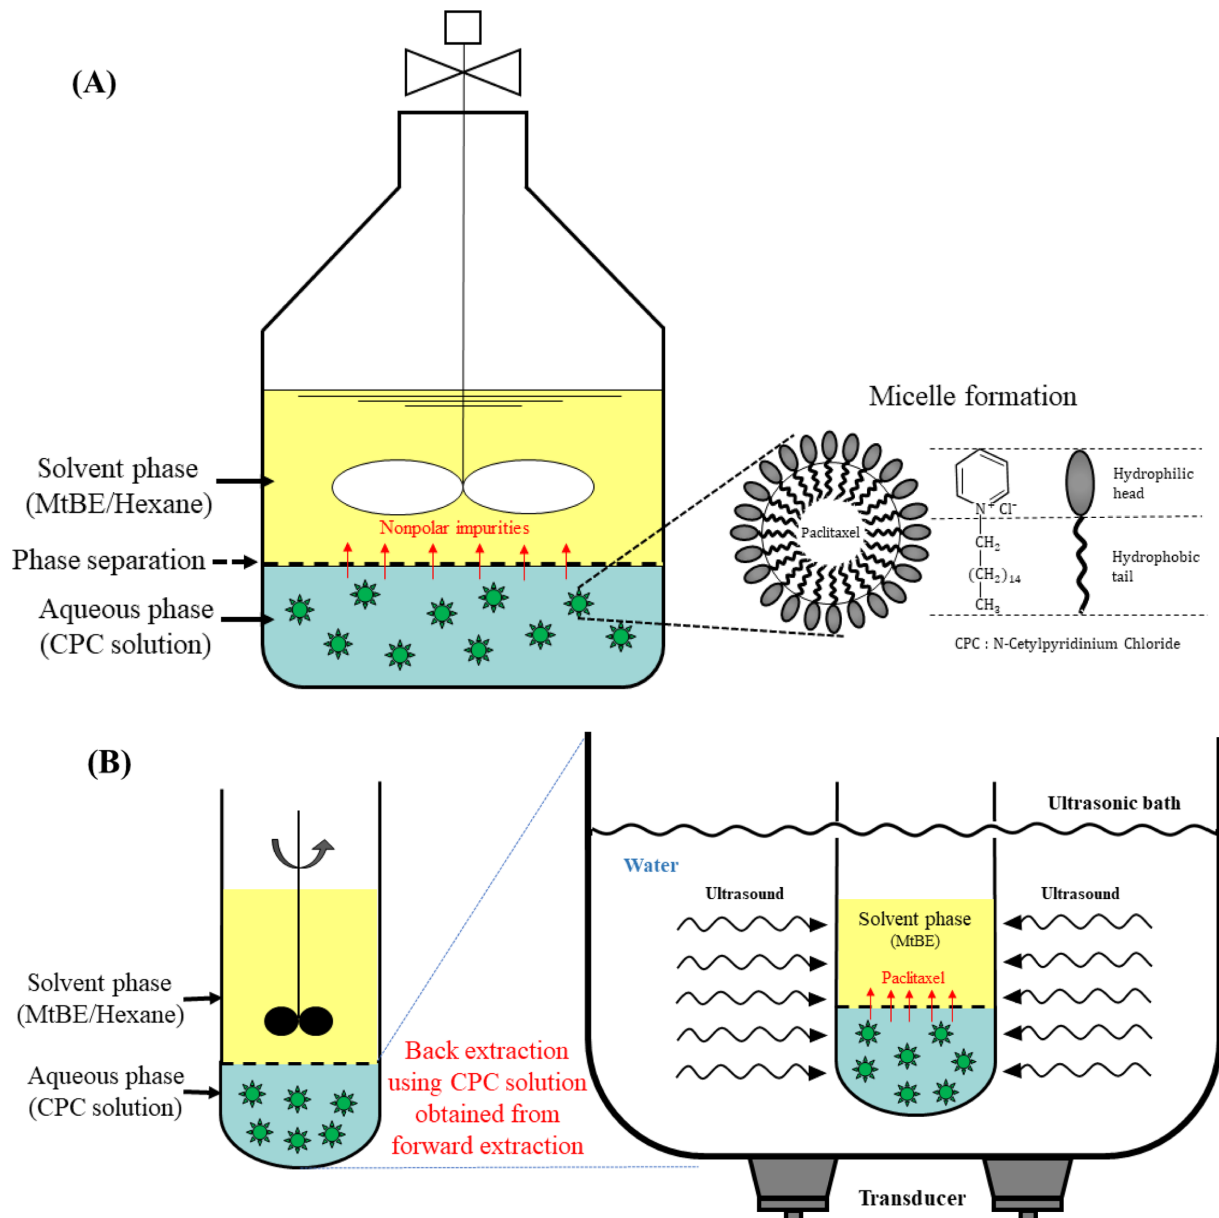 (A)
Solvent phase
(MtBE/Hexane)
Phase separation
Aqueous phase
(CPC solution)
Nonpolar impurities
Micelle formation
Paclitaxel
N⁺ Cl⁻
CH₂
(CH₂)₁₄
CH₃
Hydrophilic
head
Hydrophobic
tail
CPC : N-Cetylpyridinium Chloride
(B)
Solvent phase
(MtBE/Hexane)
Aqueous phase
(CPC solution)
Back extraction
using CPC solution
obtained from
forward extraction
Ultrasonic bath
Water
Ultrasound
Ultrasound
Solvent phase
(MtBE)
Paclitaxel
Transducer